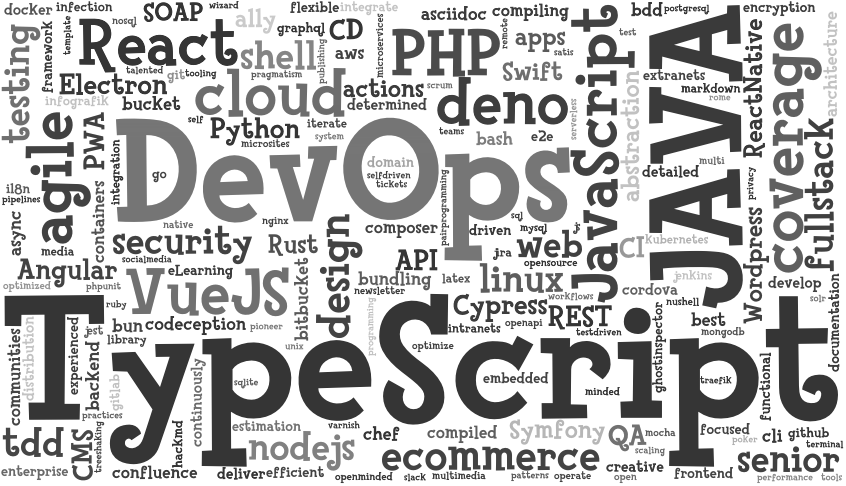 docker
infection
nosql
SOAP
wizard
ally
flexible
integrate
asciidoc
compiling
bdd
postgresql
encryption
testing
framework
template
React
shell
graphql
CD
publishing
aws
microservices
PHP
remote
apps
satis
JavaScript
test
JAVA
coverage
architecture
talented
git
tooling
pragmatism
Electron
cloud
actions
scrum
Swift
extranets
markdown
rome
ReactNative
infografik
bucket
determined
deno
serverless
abstraction
fullstack
agile
PWA
self
Python
iterate
system
microsites
teams
bash
e2e
DevOps
integration
go
domain
selfdriven
tickets
pairprogramming
detailed
multi
privacy
i18n
pipelines
containers
native
nginx
composer
driven
sql
mysql
js
async
media
security
socialmedia
Rust
design
API
jra
web
opensource
CI
kubernetes
Wordpress
Angular
eLearning
bitbucket
bundling
latex
linux
workflows
cordova
jenkins
nushell
develop
solr
optimized
phpunit
VueJS
newsletter
ruby
TypeScript
programming
Cypress
openapi
REST
testdriven
intranets
best
mongodb
documentation
communities
distribution
experienced
jest
bun
codeception
pioneer
library
unix
optimize
ghostinspector
functional
backend
gitlab
continuously
sqlite
embedded
minded
traefik
practices
tdd
CMS
treeshaking
hackmd
estimation
varnish
nodejs
chef
compiled
Symfony
QA
mocha
scaling
focused
poker
cli
github
terminal
enterprise
confluence
deliver
efficient
openminded
ecommerce
slack
multimedia
patterns
operate
creative
open
frontend
senior
performance
tools